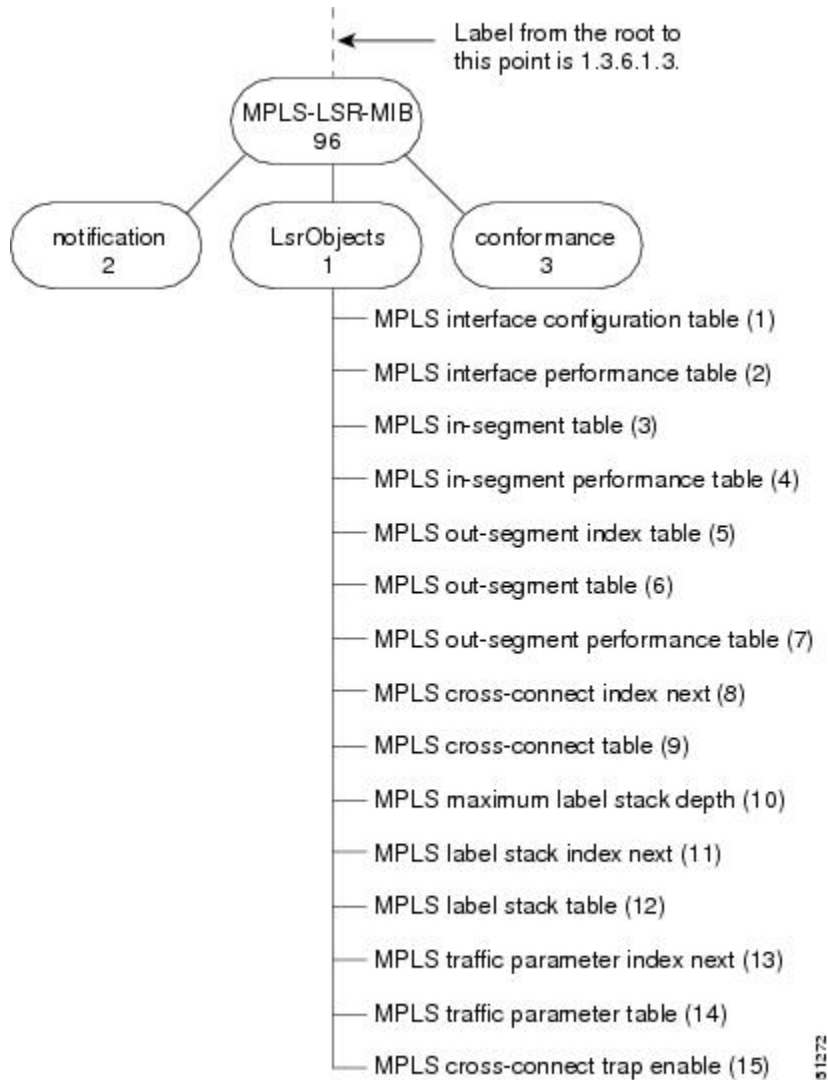 Label from the root to
this point is 1.3.6.1.3.
MPLS-LSR-MIB
96
notification
2
LsrObjects
1
conformance
3
MPLS interface configuration table (1)
MPLS interface performance table (2)
MPLS in-segment table (3)
MPLS in-segment performance table (4)
MPLS out-segment index table (5)
MPLS out-segment table (6)
MPLS out-segment performance table (7)
MPLS cross-connect index next (8)
MPLS cross-connect table (9)
MPLS maximum label stack depth (10)
MPLS label stack index next (11)
MPLS label stack table (12)
MPLS traffic parameter index next (13)
MPLS traffic parameter table (14)
MPLS cross-connect trap enable (15)
51272